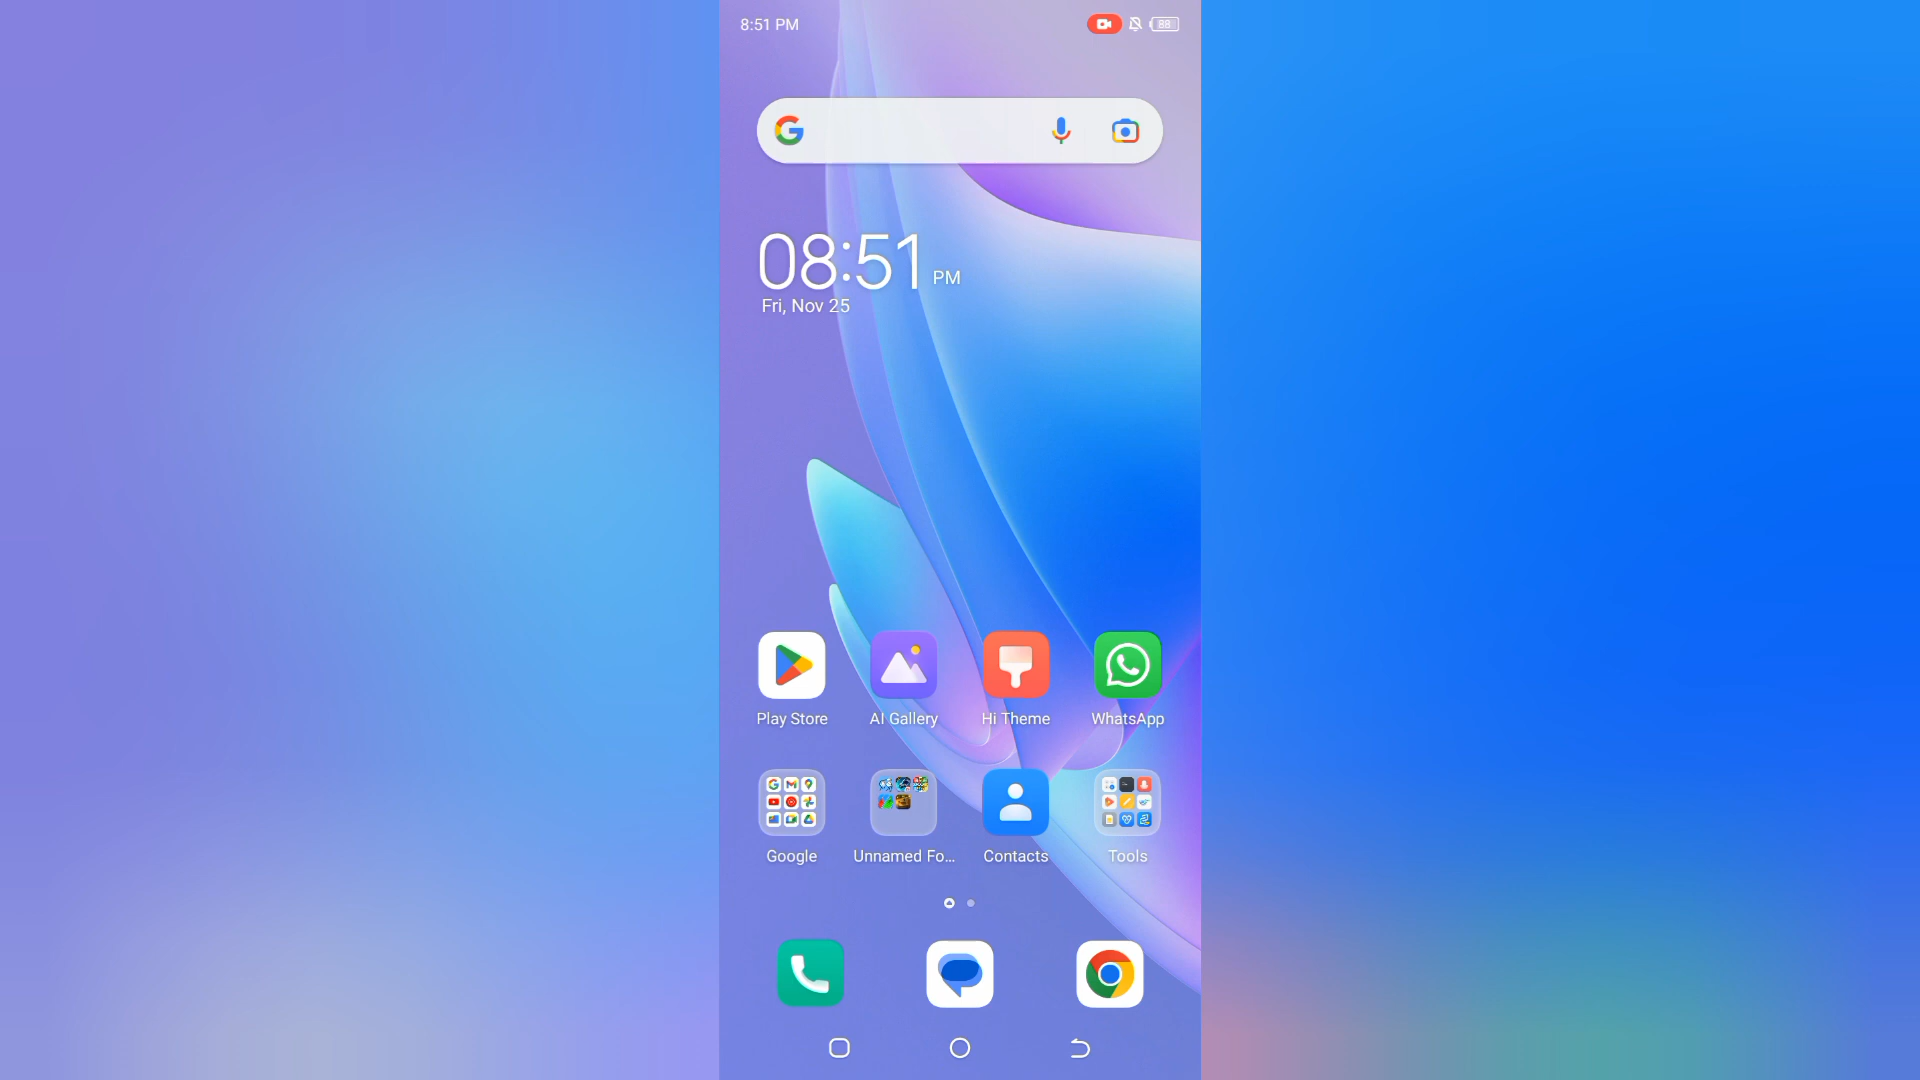 8:51 PM
88
08:51 PM
Fri, Nov 25
Play Store
AI Gallery
Hi Theme
WhatsApp
Google
Unnamed Fo...
Contacts
Tools